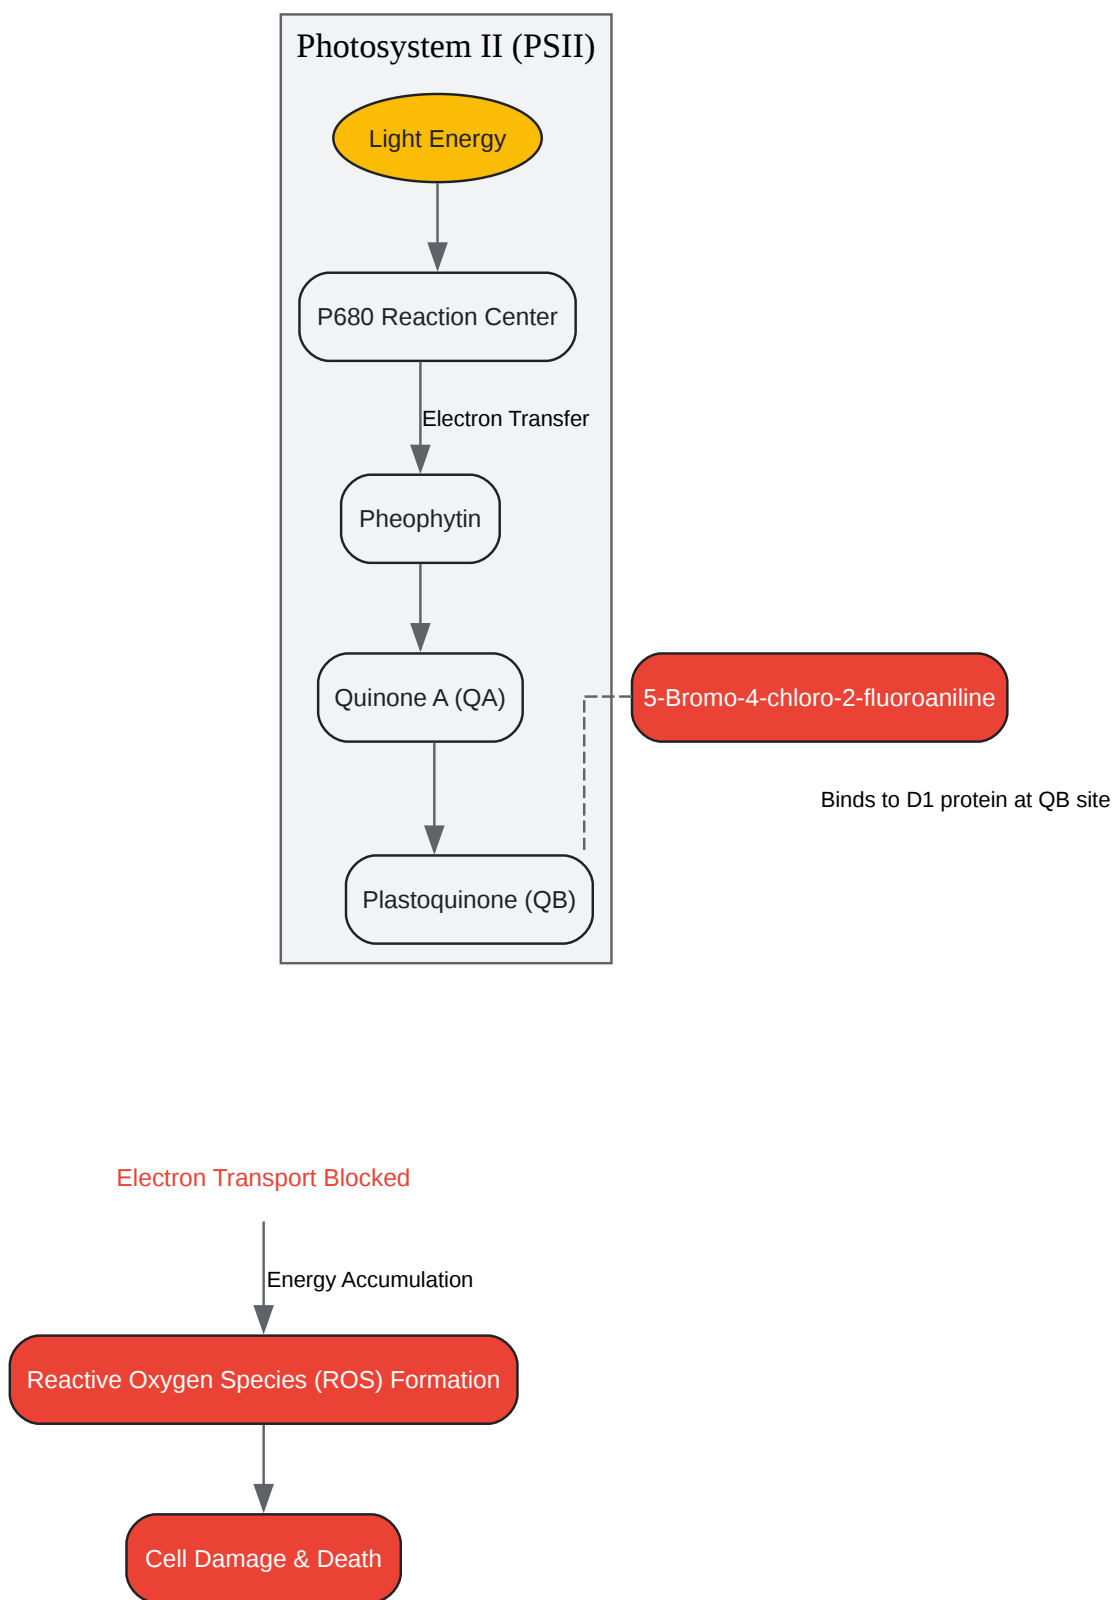 Photosystem II (PSII)
Light Energy
P680 Reaction Center
Electron Transfer
Pheophytin
Quinone A (QA)
5-Bromo-4-chloro-2-fluoroaniline
Binds to D1 protein at QB site
Plastoquinone (QB)
Electron Transport Blocked
Energy Accumulation
Reactive Oxygen Species (ROS) Formation
Cell Damage & Death